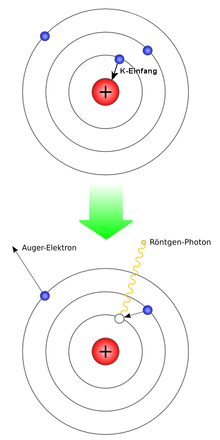 K-Einfang
+
Röntgen-Photon
Auger-Elektron
+